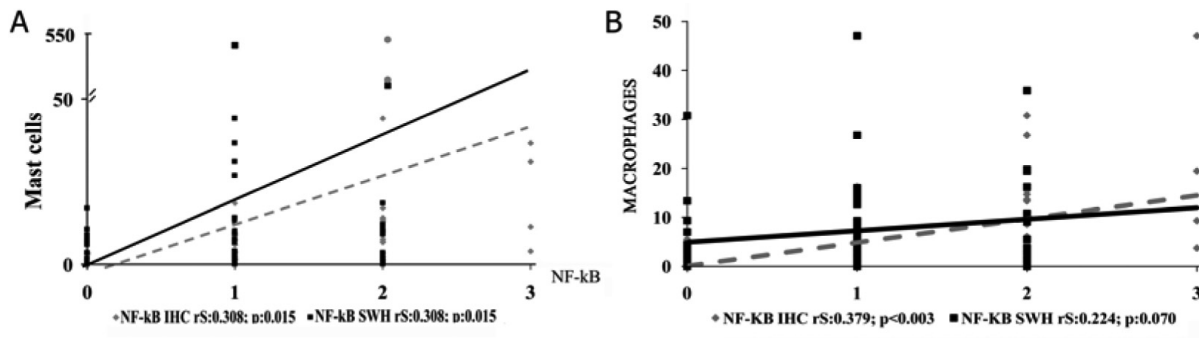 A
550
50
0
Mast cells
0 1 2 3
NF-kB
NF-kB IHC rS:0.308; p:0.015 NF-kB SWH rS:0.308; p:0.015
B
50
40
30
20
10
0
MACROPHAGES
0 1 2 3
NF-KB IHC rS:0.379; p<0.003 NF-KB SWH rS:0.224; p:0.070